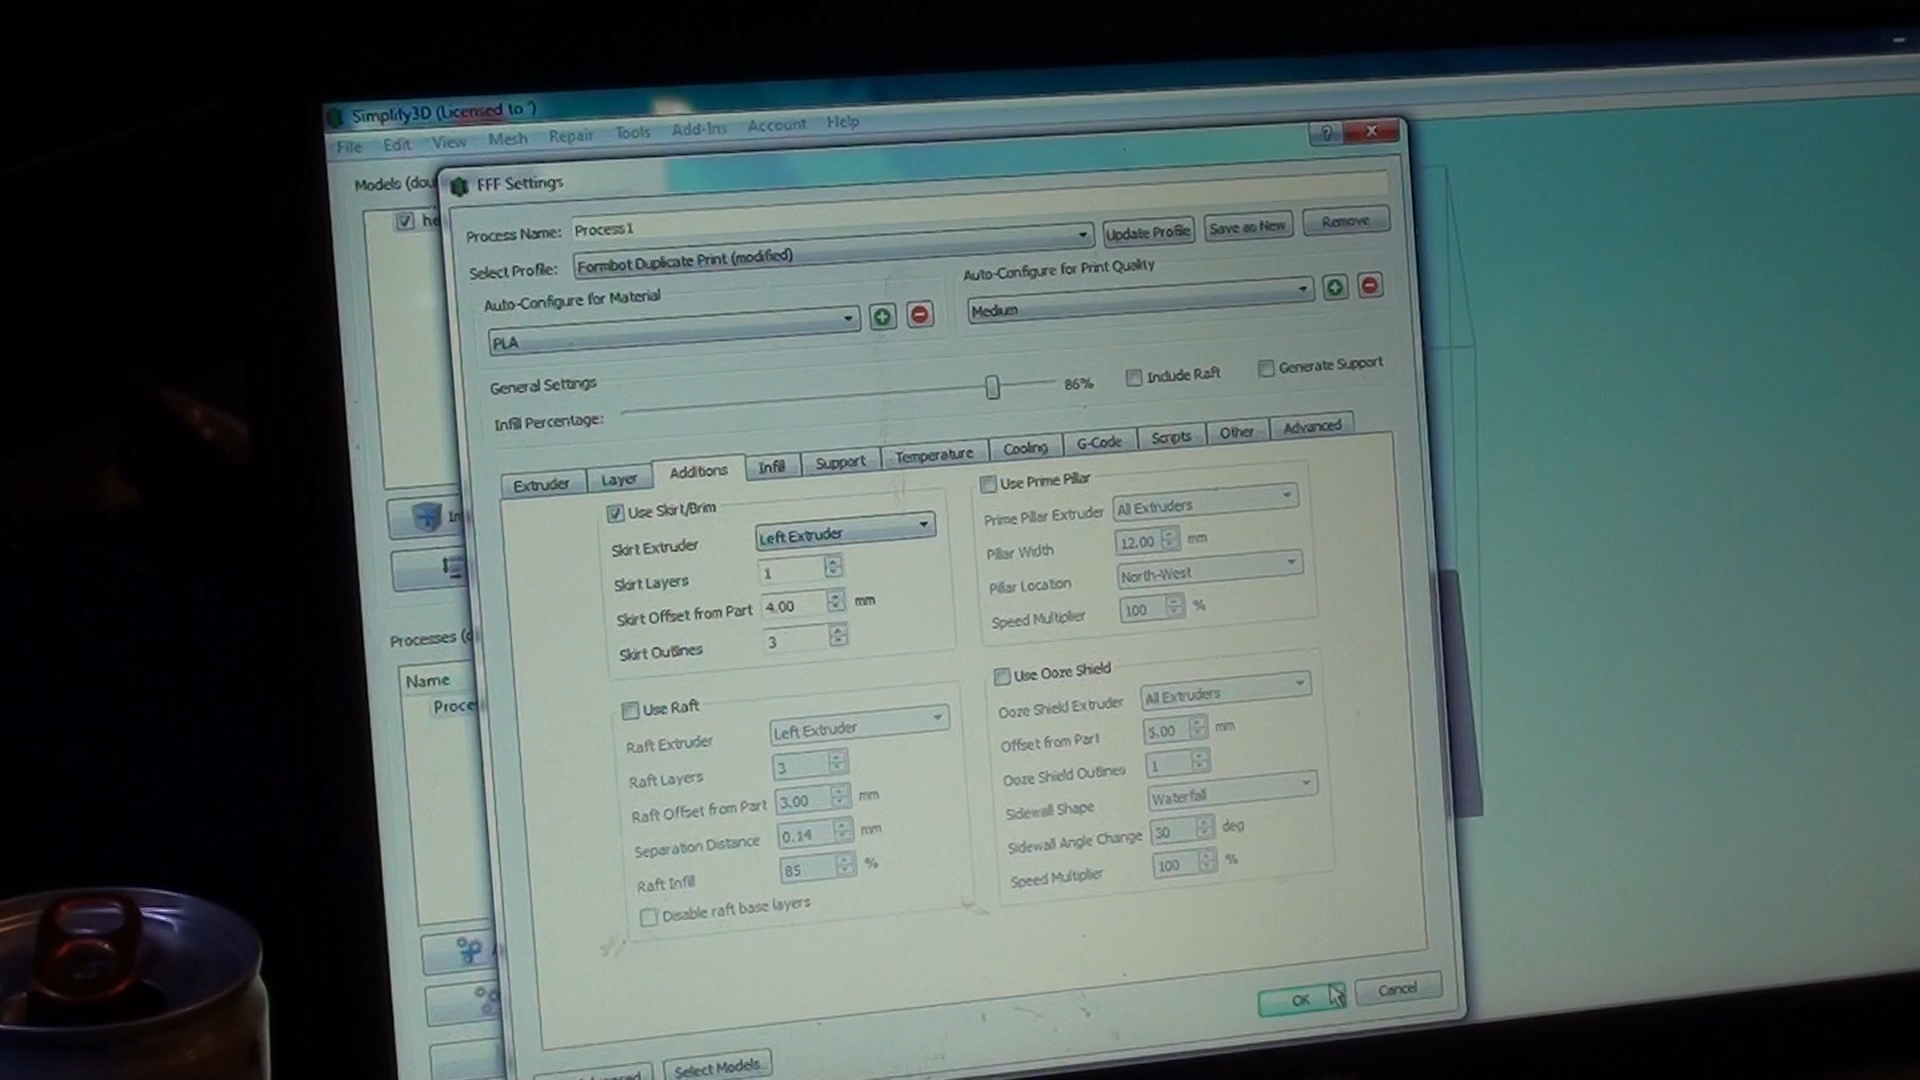 Simplify3D (Licensed to ')
File Edit View Mesh Repair Tools Add-Ins Account Help
Models (dou
he
FFF Settings
Process Name: Process1
Select Profile: Formbot Duplicate Print (modified) Update Profile Save as New Remove
Auto-Configure for Material
PLA
Auto-Configure for Print Quality
Medium
General Settings
Infill Percentage: 86% Include Raft Generate Support
Extruder Layer Additions Infill Support Temperature Cooling G-Code Scripts Other Advanced
Use Skirt/Brim
Skirt Extruder Left Extruder
Skirt Layers 1
Skirt Offset from Part 4.00 mm
Skirt Outlines 3
Use Prime Pillar
Prime Pillar Extruder All Extruders
Pillar Width 12.00 mm
Pillar Location North-West
Speed Multiplier 100 %
Use Raft
Raft Extruder Left Extruder
Raft Layers 3
Raft Offset from Part 3.00 mm
Separation Distance 0.14 mm
Raft Infill 85 %
Disable raft base layers
Use Ooze Shield
Ooze Shield Extruder All Extruders
Offset from Part 5.00 mm
Ooze Shield Outlines 1
Sidewall Shape Waterfall
Sidewall Angle Change 30 deg
Speed Multiplier 100 %
Processes (d
Name
Proce
OK Cancel
Select Models